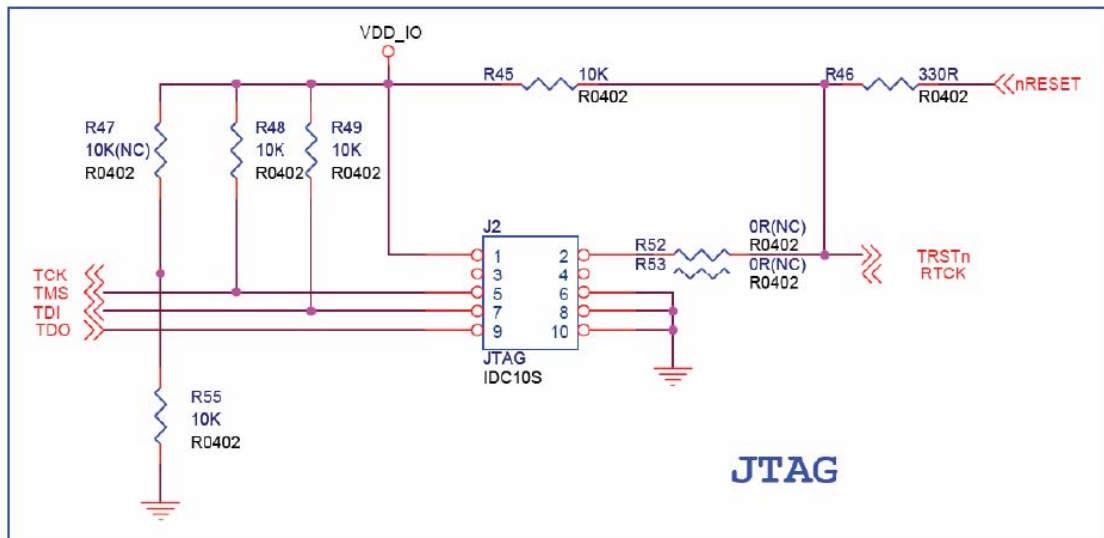 VDD_IO
R45
10K
R0402
R46
330R
R0402
nRESET
R47
10K(NC)
R0402
R48
10K
R0402
R49
10K
R0402
J2
1
2
3
4
5
6
7
8
9
10
JTAG
IDC10S
R52
0R(NC)
R0402
R53
0R(NC)
R0402
TRSTn
RTCK
TCK
TMS
TDI
TDO
R55
10K
R0402
JTAG